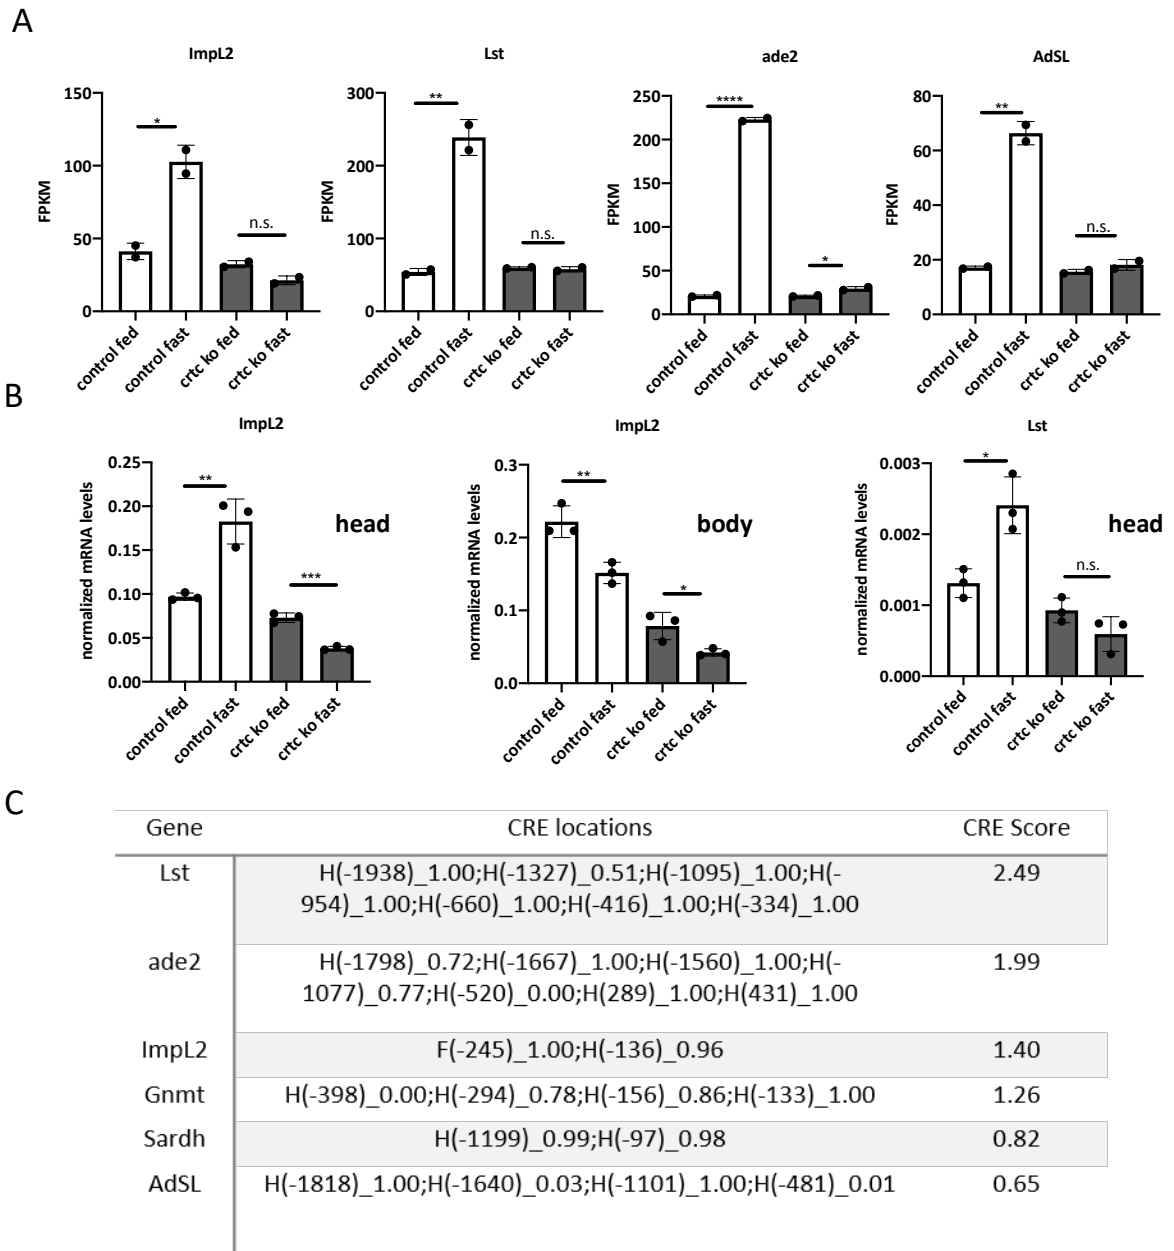 A
ImpL2
Lst
ade2
AdSL
FPKM
150
100
50
0
*
n.s.
control fed
control fast
crtc ko fed
crtc ko fast
FPKM
300
200
100
0
**
n.s.
control fed
control fast
crtc ko fed
crtc ko fast
FPKM
250
200
150
100
50
0
****
*
control fed
control fast
crtc ko fed
crtc ko fast
FPKM
80
60
40
20
0
**
n.s.
control fed
control fast
crtc ko fed
crtc ko fast
B
ImpL2
normalized mRNA levels
0.25
0.20
0.15
0.10
0.05
0.00
**
***
head
control fed
control fast
crtc ko fed
crtc ko fast
ImpL2
normalized mRNA levels
0.3
0.2
0.1
0.0
**
*
body
control fed
control fast
crtc ko fed
crtc ko fast
Lst
normalized mRNA levels
0.003
0.002
0.001
0.000
*
n.s.
head
control fed
control fast
crtc ko fed
crtc ko fast
C
Gene CRE locations CRE Score
Lst H(-1938)_1.00;H(-1327)_0.51;H(-1095)_1.00;H(- 2.49
954)_1.00;H(-660)_1.00;H(-416)_1.00;H(-334)_1.00
ade2 H(-1798)_0.72;H(-1667)_1.00;H(-1560)_1.00;H(- 1.99
1077)_0.77;H(-520)_0.00;H(289)_1.00;H(431)_1.00
ImpL2 F(-245)_1.00;H(-136)_0.96 1.40
Gnmt H(-398)_0.00;H(-294)_0.78;H(-156)_0.86;H(-133)_1.00 1.26
Sardh H(-1199)_0.99;H(-97)_0.98 0.82
AdSL H(-1818)_1.00;H(-1640)_0.03;H(-1101)_1.00;H(-481)_0.01 0.65